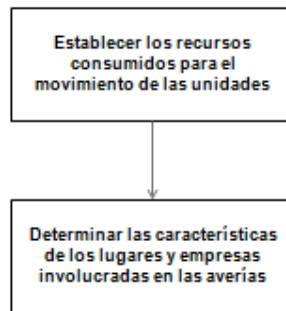 Establecer los recursos
consumidos para el
movimiento de las unidades
Determinar las características
de los lugares y empresas
involucradas en las averías